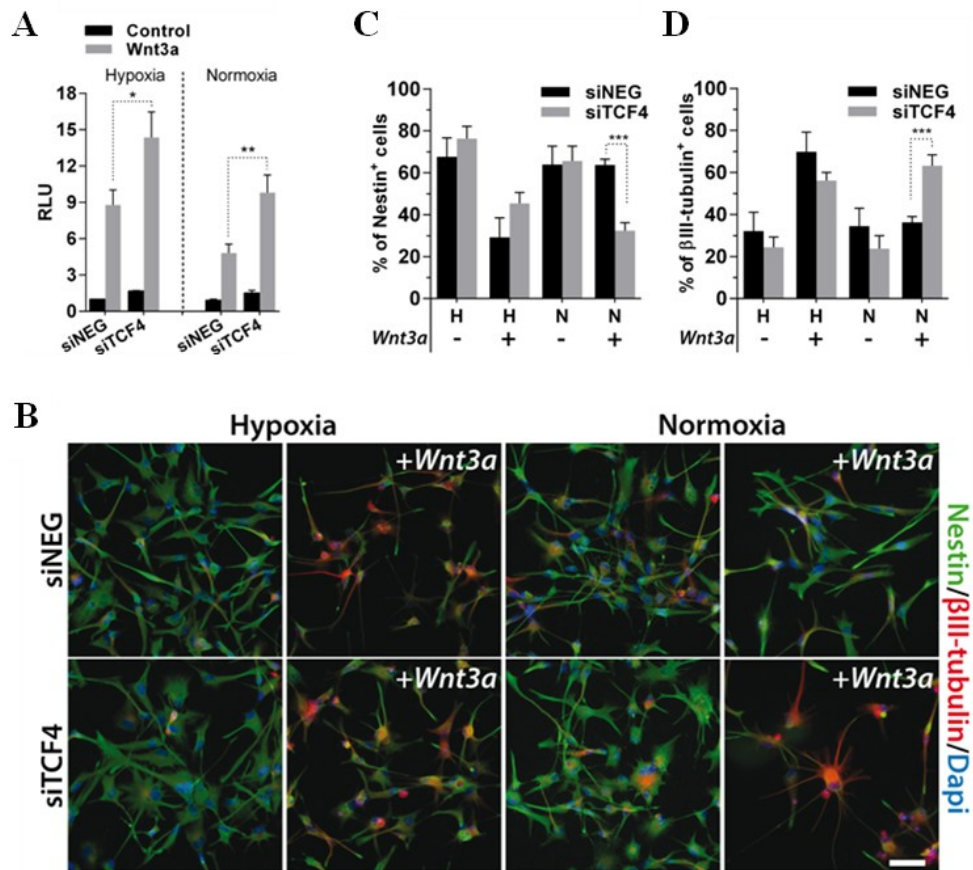 A
Control
Wnt3a
Hypoxia
Normoxia
*
**
18
15
12
9
6
3
0
RLU
siNEG
siTCF4
siNEG
siTCF4
C
siNEG
siTCF4
***
100
80
60
40
20
0
% of Nestin+ cells
H H N N
Wnt3a - + - +
D
siNEG
siTCF4
***
100
80
60
40
20
0
% of βIII-tubulin+ cells
H H N N
Wnt3a - + - +
B
Hypoxia Normoxia
siNEG
+Wnt3a
+Wnt3a
siTCF4
+Wnt3a
+Wnt3a
Nestin/βIII-tubulin/Dapi